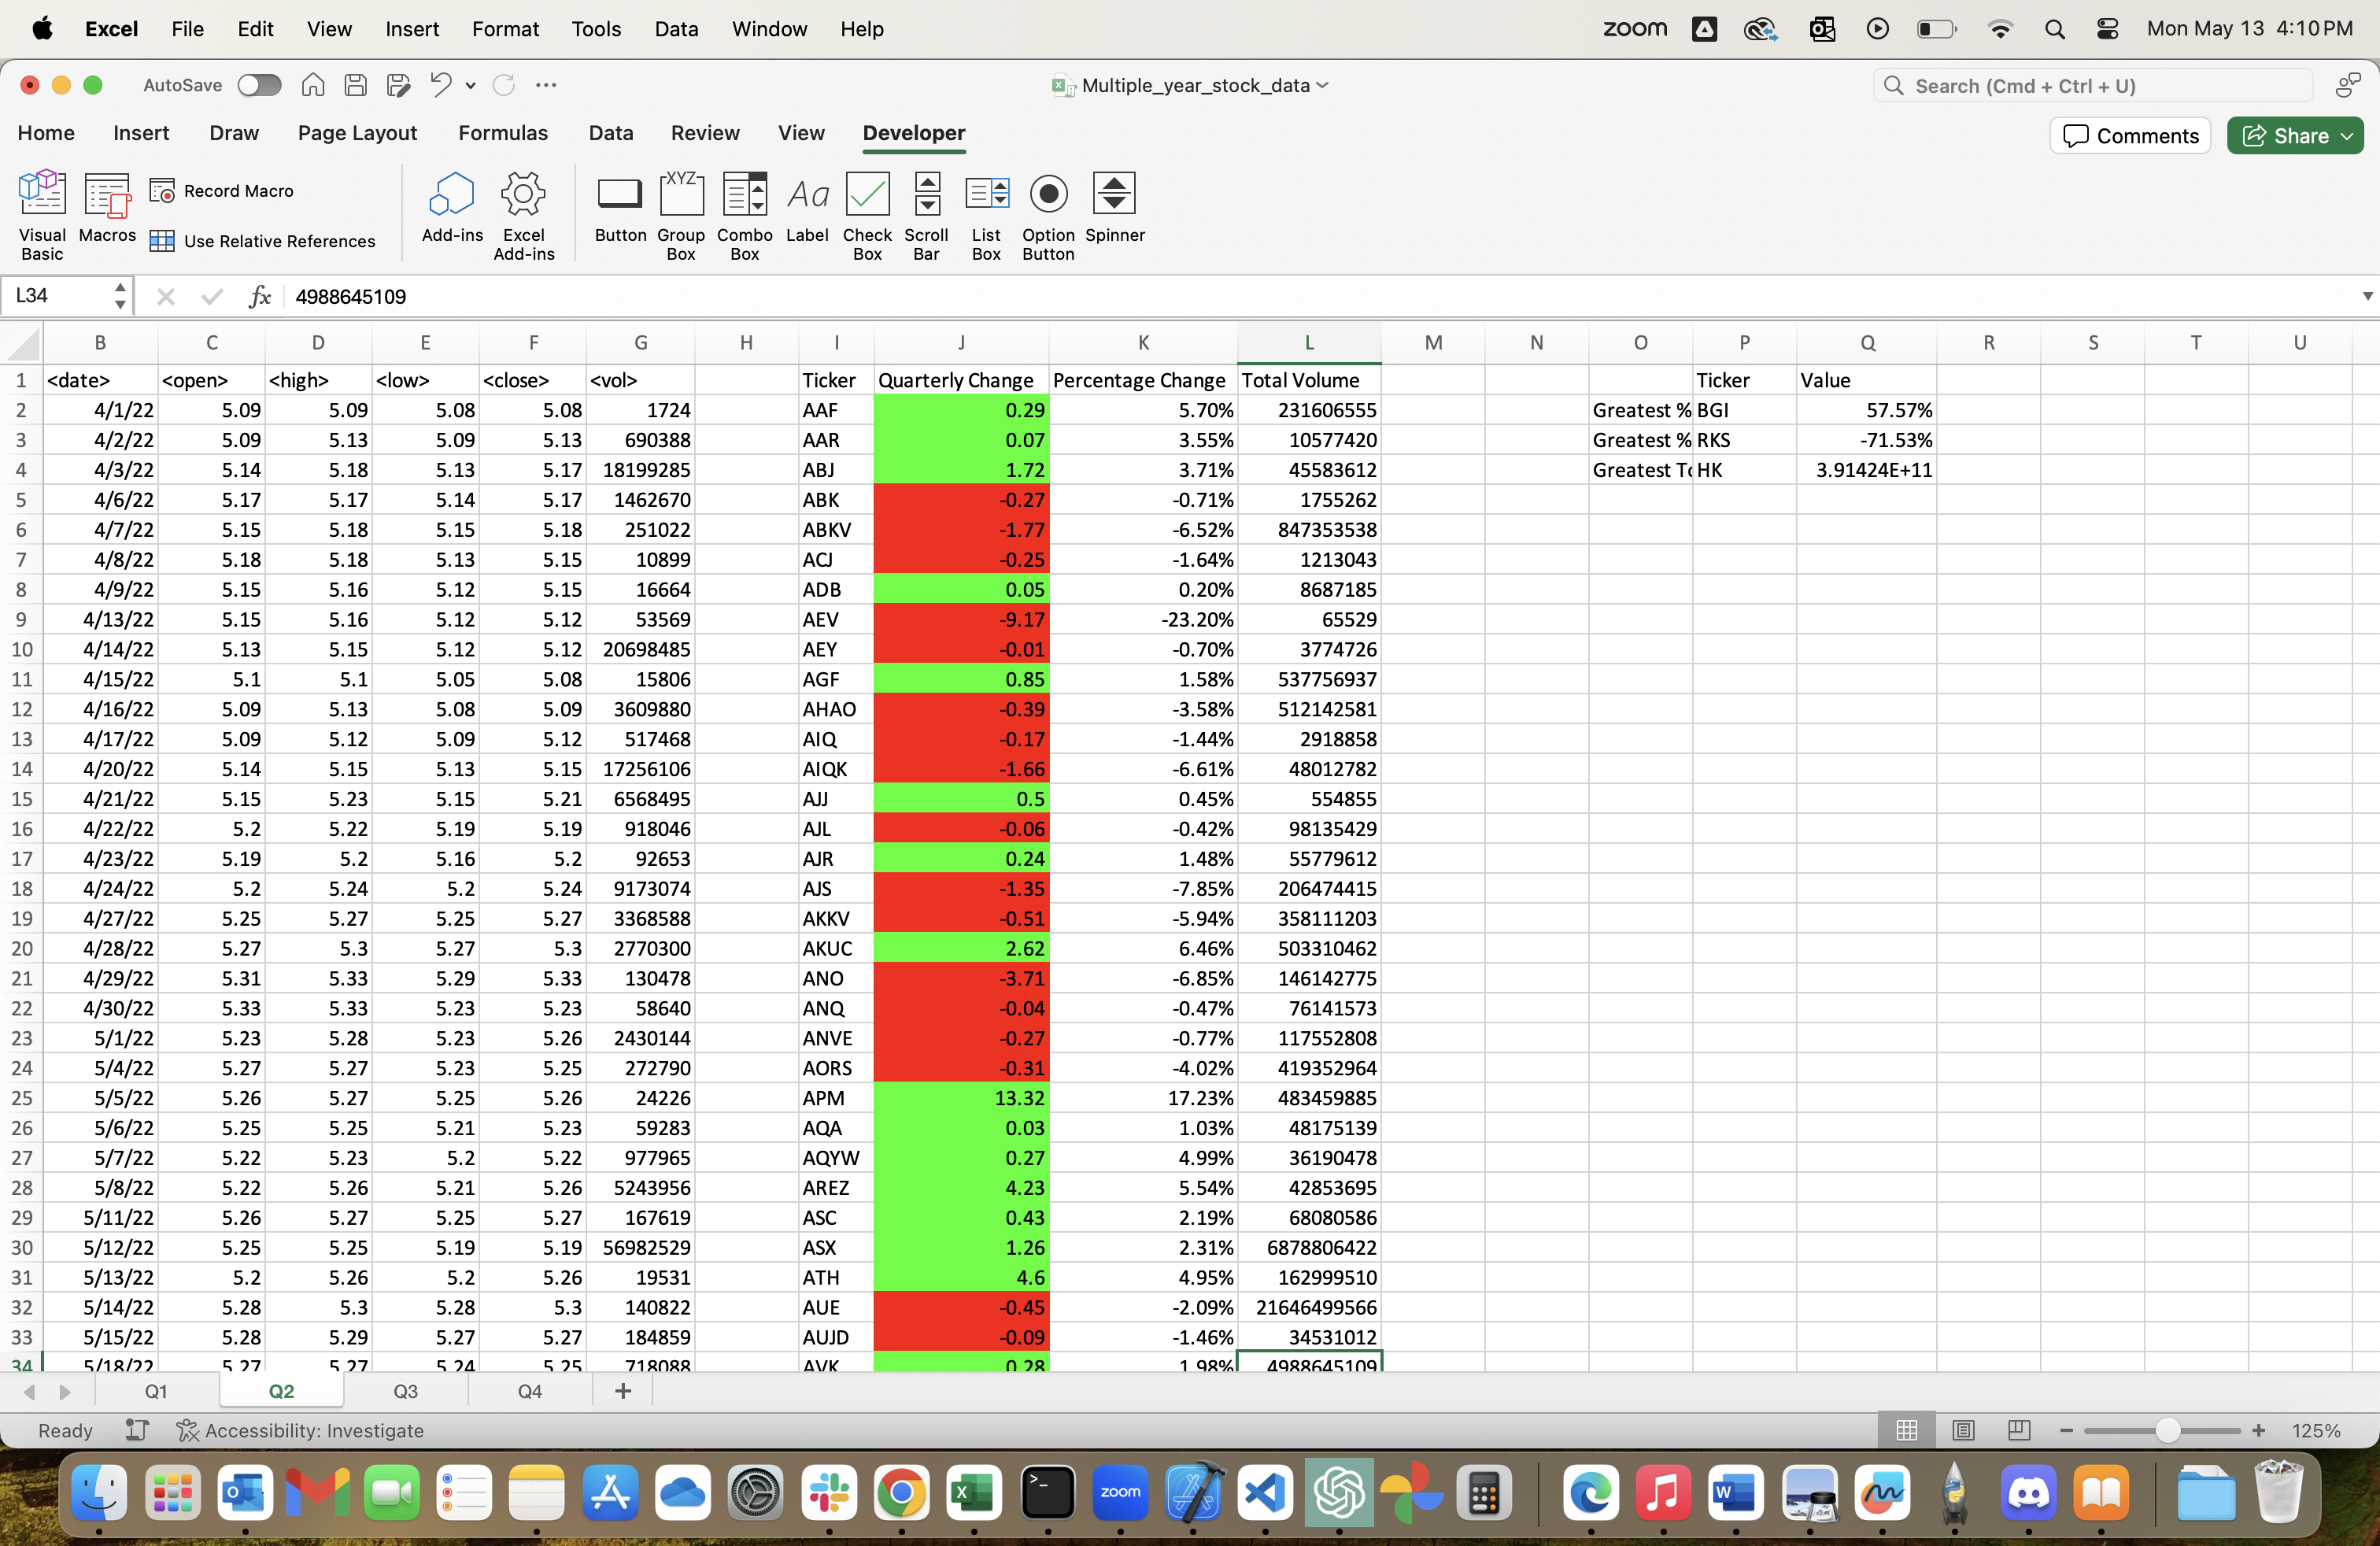 Excel File Edit View Insert Format Tools Data Window Help zoom Mon May 13 4:10 PM
AutoSave Multiple_year_stock_data Search (Cmd + Ctrl + U)
Home Insert Draw Page Layout Formulas Data Review View Developer Comments Share
Visual Basic Macros Record Macro Use Relative References Add-ins Excel Add-ins Button Group Box Combo Box Aa Label Check Box Scroll Bar List Box Option Button Spinner
L34 fx 4988645109
B C D E F G H I J K L M N O P Q R S T U
1 <date> <open> <high> <low> <close> <vol> Ticker Quarterly Change Percentage Change Total Volume Ticker Value
2 4/1/22 5.09 5.09 5.08 5.08 1724 AAF 0.29 5.70% 231606555 Greatest % BGI 57.57%
3 4/2/22 5.09 5.13 5.09 5.13 690388 AAR 0.07 3.55% 10577420 Greatest % RKS -71.53%
4 4/3/22 5.14 5.18 5.13 5.17 18199285 ABJ 1.72 3.71% 45583612 Greatest To HK 3.91424E+11
5 4/6/22 5.17 5.17 5.14 5.17 1462670 ABK -0.27 -0.71% 1755262
6 4/7/22 5.15 5.18 5.15 5.18 251022 ABKV -1.77 -6.52% 847353538
7 4/8/22 5.18 5.18 5.13 5.15 10899 ACJ -0.25 -1.64% 1213043
8 4/9/22 5.15 5.16 5.12 5.15 16664 ADB 0.05 0.20% 8687185
9 4/13/22 5.15 5.16 5.12 5.12 53569 AEV -9.17 -23.20% 65529
10 4/14/22 5.13 5.15 5.12 5.12 20698485 AEY -0.01 -0.70% 3774726
11 4/15/22 5.1 5.1 5.05 5.08 15806 AGF 0.85 1.58% 537756937
12 4/16/22 5.09 5.13 5.08 5.09 3609880 AHAO -0.39 -3.58% 512142581
13 4/17/22 5.09 5.12 5.09 5.12 517468 AIQ -0.17 -1.44% 2918858
14 4/20/22 5.14 5.15 5.13 5.15 17256106 AIQK -1.66 -6.61% 48012782
15 4/21/22 5.15 5.23 5.15 5.21 6568495 AJJ 0.5 0.45% 554855
16 4/22/22 5.2 5.22 5.19 5.19 918046 AJL -0.06 -0.42% 98135429
17 4/23/22 5.19 5.2 5.16 5.2 92653 AJR 0.24 1.48% 55779612
18 4/24/22 5.2 5.24 5.2 5.24 9173074 AJS -1.35 -7.85% 206474415
19 4/27/22 5.25 5.27 5.25 5.27 3368588 AKKV -0.51 -5.94% 358111203
20 4/28/22 5.27 5.3 5.27 5.3 2770300 AKUC 2.62 6.46% 503310462
21 4/29/22 5.31 5.33 5.29 5.33 130478 ANO -3.71 -6.85% 146142775
22 4/30/22 5.33 5.33 5.23 5.23 58640 ANQ -0.04 -0.47% 76141573
23 5/1/22 5.23 5.28 5.23 5.26 2430144 ANVE -0.27 -0.77% 117552808
24 5/4/22 5.27 5.27 5.23 5.25 272790 AORS -0.31 -4.02% 419352964
25 5/5/22 5.26 5.27 5.25 5.26 24226 APM 13.32 17.23% 483459885
26 5/6/22 5.25 5.25 5.21 5.23 59283 AQA 0.03 1.03% 48175139
27 5/7/22 5.22 5.23 5.2 5.22 977965 AQYW 0.27 4.99% 36190478
28 5/8/22 5.22 5.26 5.21 5.26 5243956 AREZ 4.23 5.54% 42853695
29 5/11/22 5.26 5.27 5.25 5.27 167619 ASC 0.43 2.19% 68080586
30 5/12/22 5.25 5.25 5.19 5.19 56982529 ASX 1.26 2.31% 6878806422
31 5/13/22 5.2 5.26 5.2 5.26 19531 ATH 4.6 4.95% 162999510
32 5/14/22 5.28 5.3 5.28 5.3 140822 AUE -0.45 -2.09% 21646499566
33 5/15/22 5.28 5.29 5.27 5.27 184859 AUJD -0.09 -1.46% 34531012
34 5/18/22 5.27 5.27 5.24 5.25 718088 AVK 0.28 1.98% 4988645109
Q1 Q2 Q3 Q4 +
Ready Accessibility: Investigate 125%
zoom